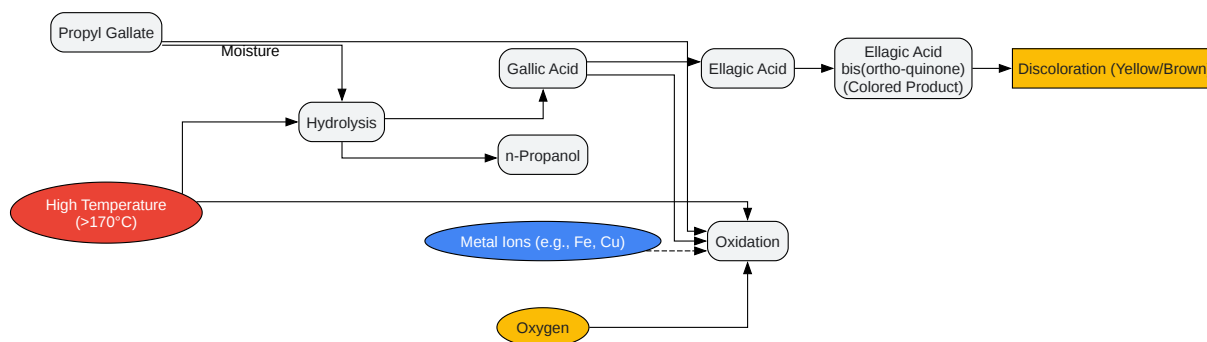 Propyl Gallate
Moisture
Hydrolysis
Gallic Acid
n-Propanol
Ellagic Acid
Ellagic Acid
bis(ortho-quinone)
(Colored Product)
Discoloration (Yellow/Brown
High Temperature
(>170°C)
Metal Ions (e.g., Fe, Cu)
Oxidation
Oxygen